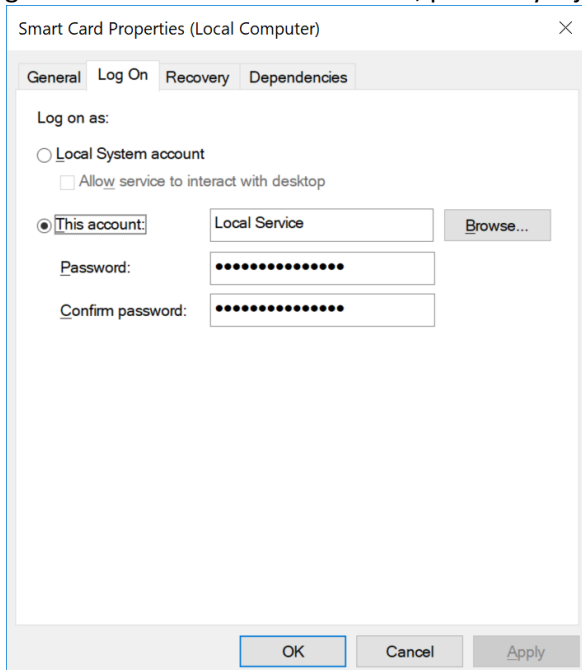 Smart Card Properties (Local Computer)
General Log On Recovery Dependencies
Log on as:
Local System account
Allow service to interact with desktop
This account: Local Service Browse...
Password: •••••••••••••••
Confirm password: •••••••••••••••
OK Cancel Apply